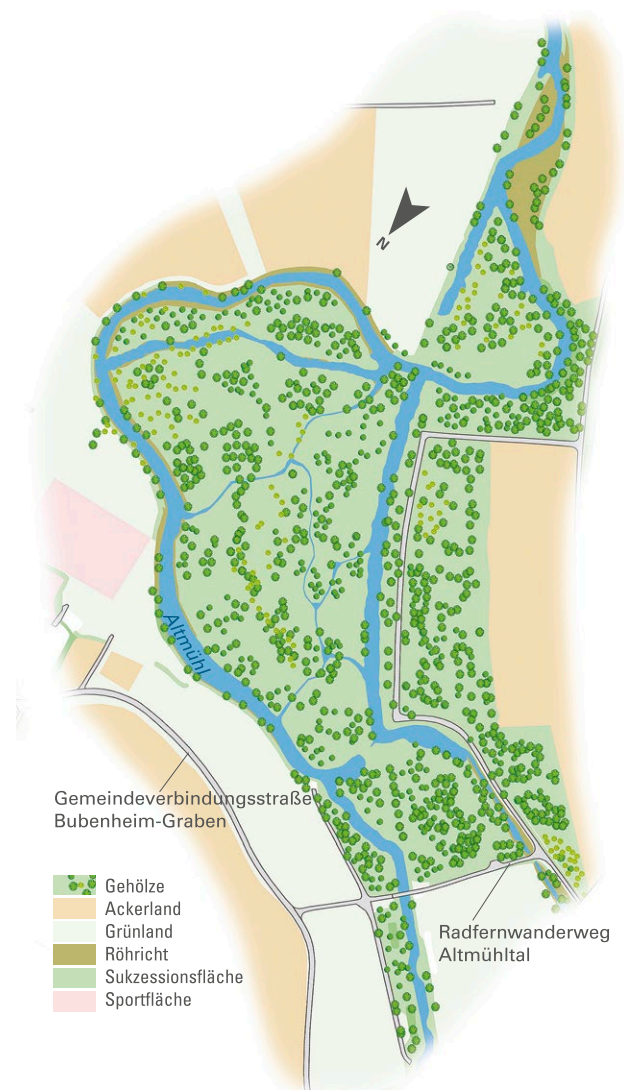 N
Altmühl
Gemeindeverbindungsstraße
Bubenheim-Graben
Gehölze
Ackerland
Grünland
Röhricht
Sukzessionsfläche
Sportfläche
Radfernwanderweg
Altmühltal